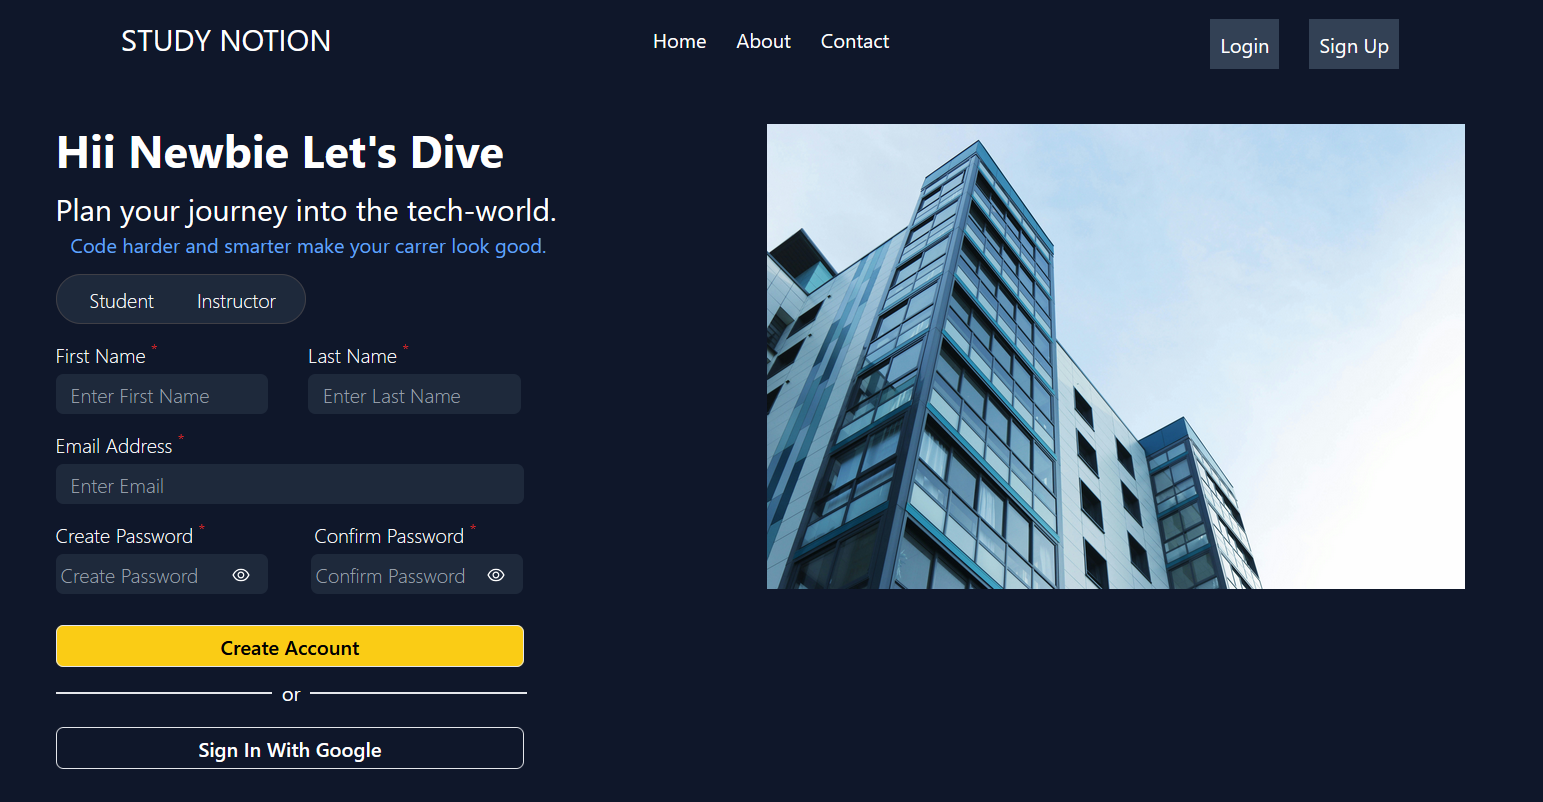 STUDY NOTION
Home About Contact
Login Sign Up
Hii Newbie Let's Dive
Plan your journey into the tech-world.
Code harder and smarter make your carrer look good.
Student Instructor
First Name * Last Name *
Enter First Name Enter Last Name
Email Address *
Enter Email
Create Password * Confirm Password *
Create Password Confirm Password
Create Account
or
Sign In With Google